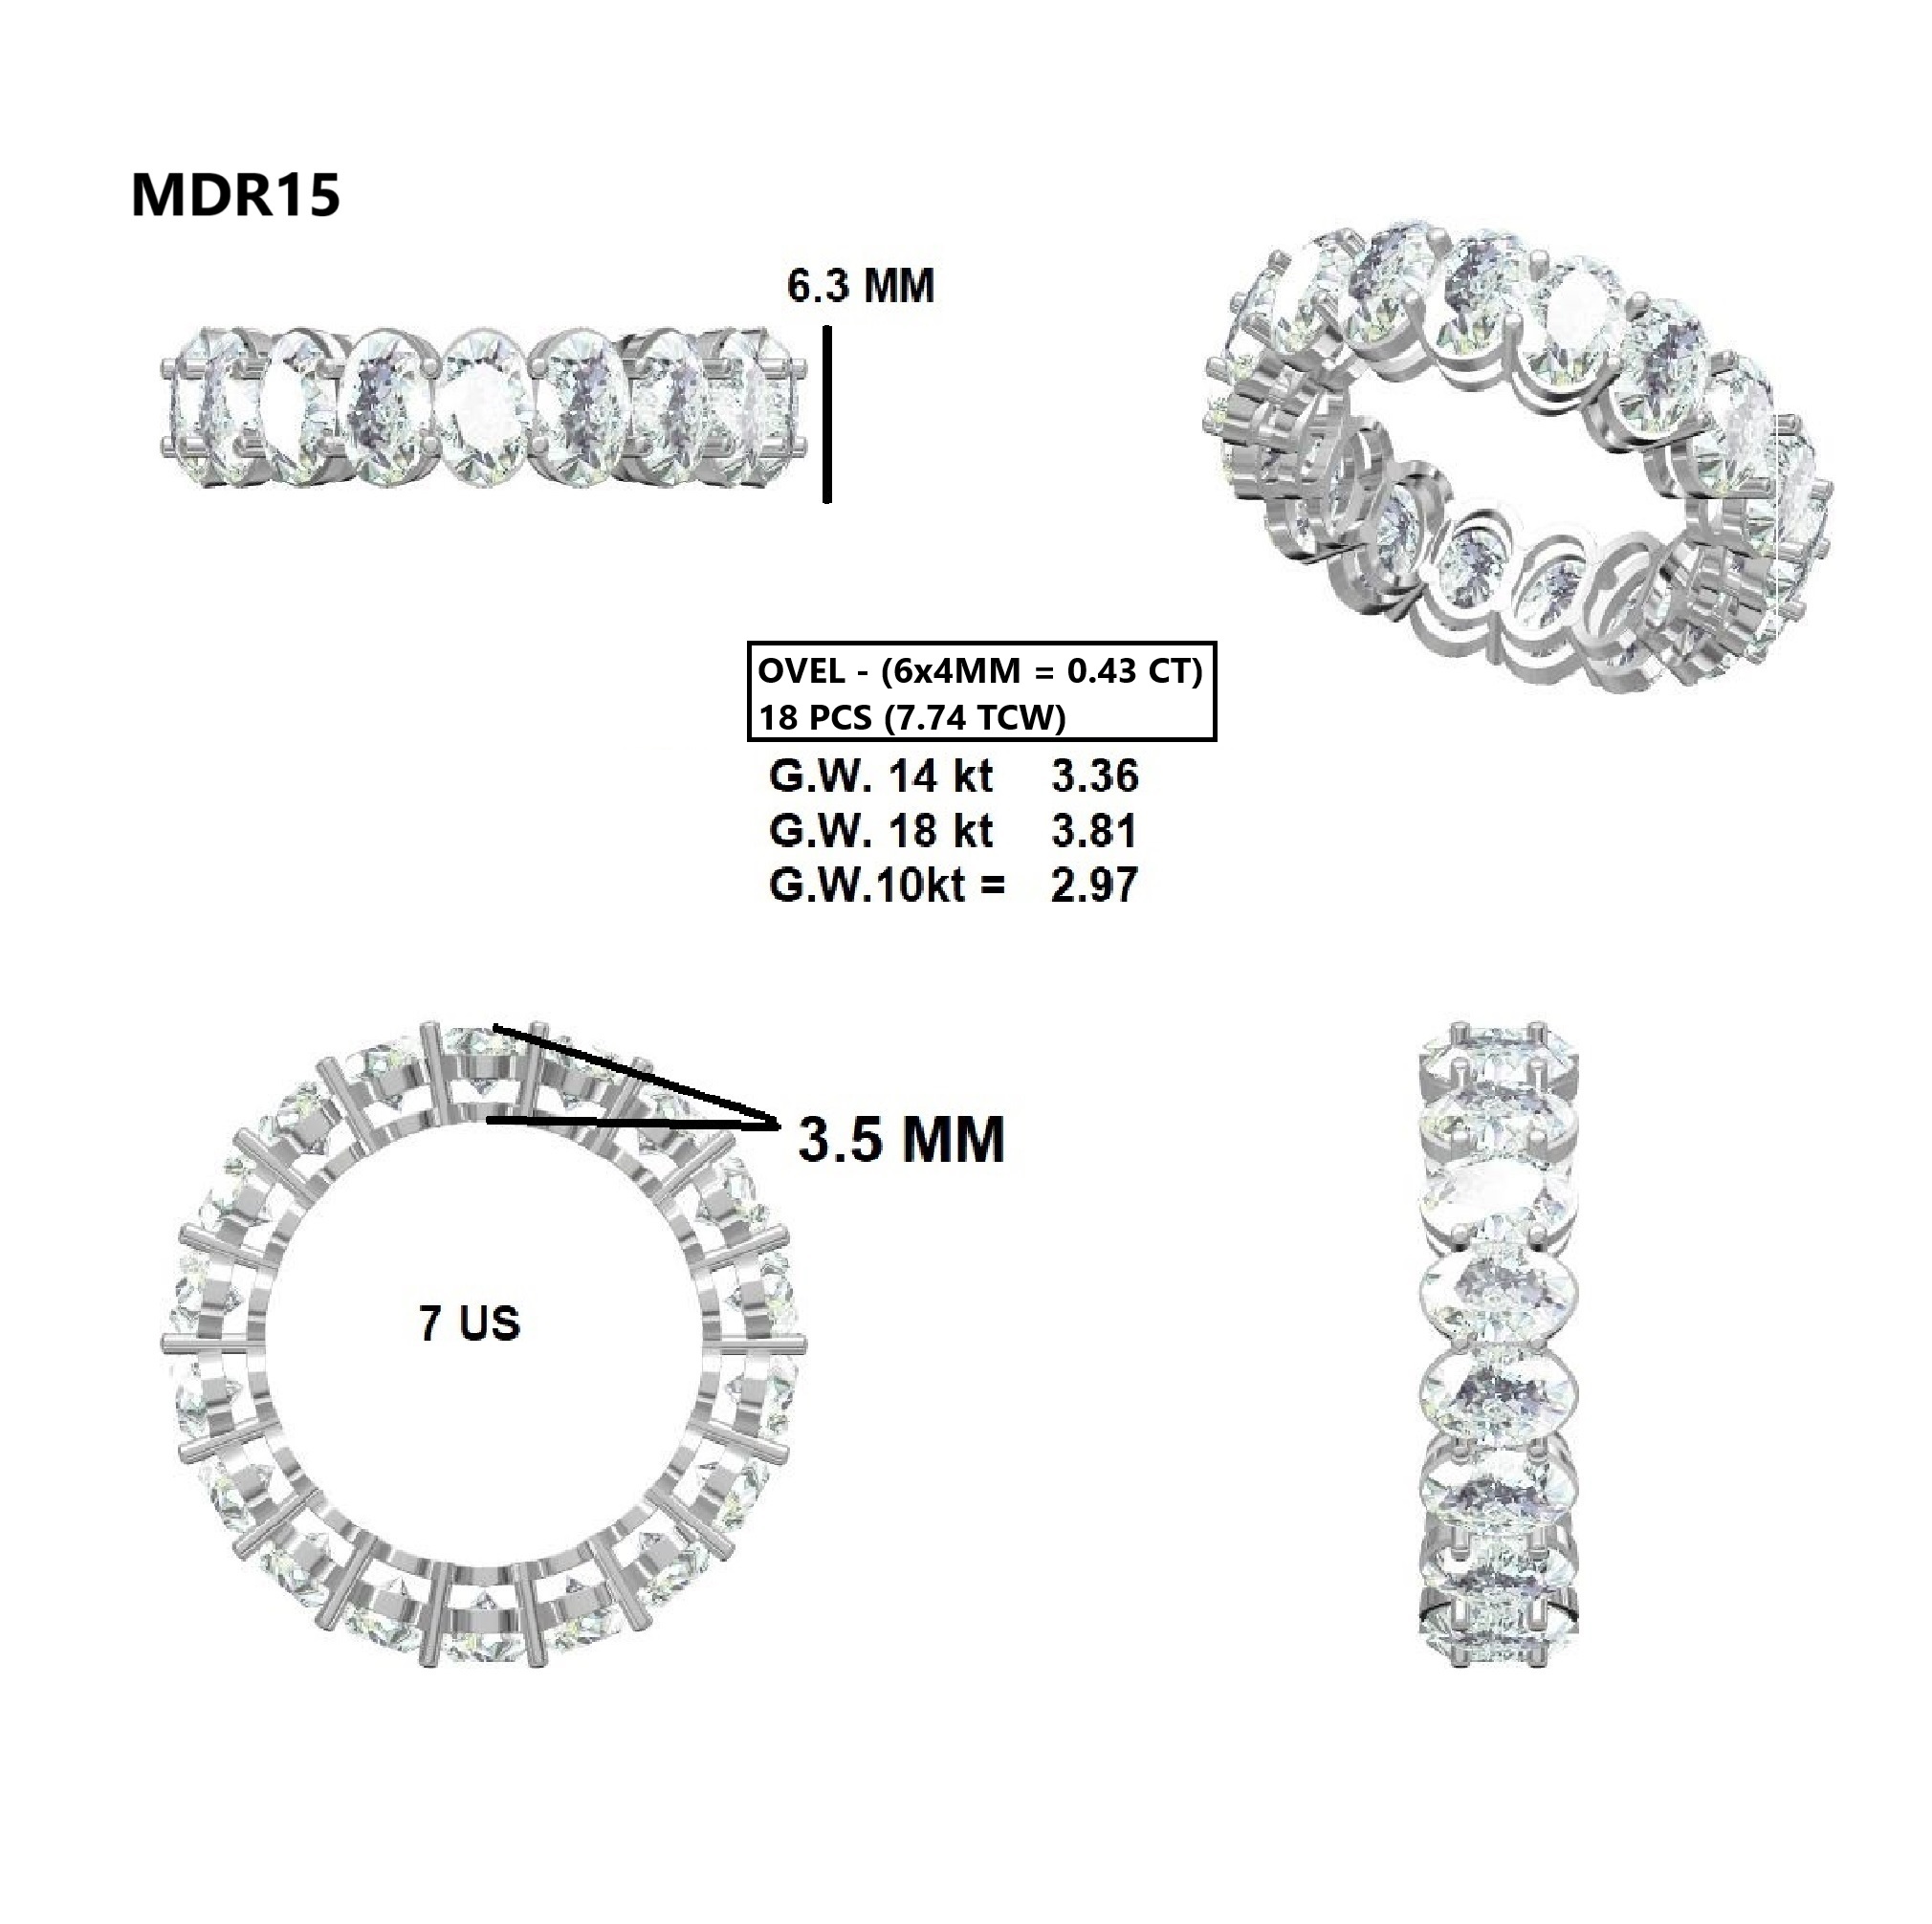 MDR15
6.3 MM
OVEL - (6x4MM = 0.43 CT)
18 PCS (7.74 TCW)
G.W. 14 kt 3.36
G.W. 18 kt 3.81
G.W.10kt = 2.97
3.5 MM
7 US